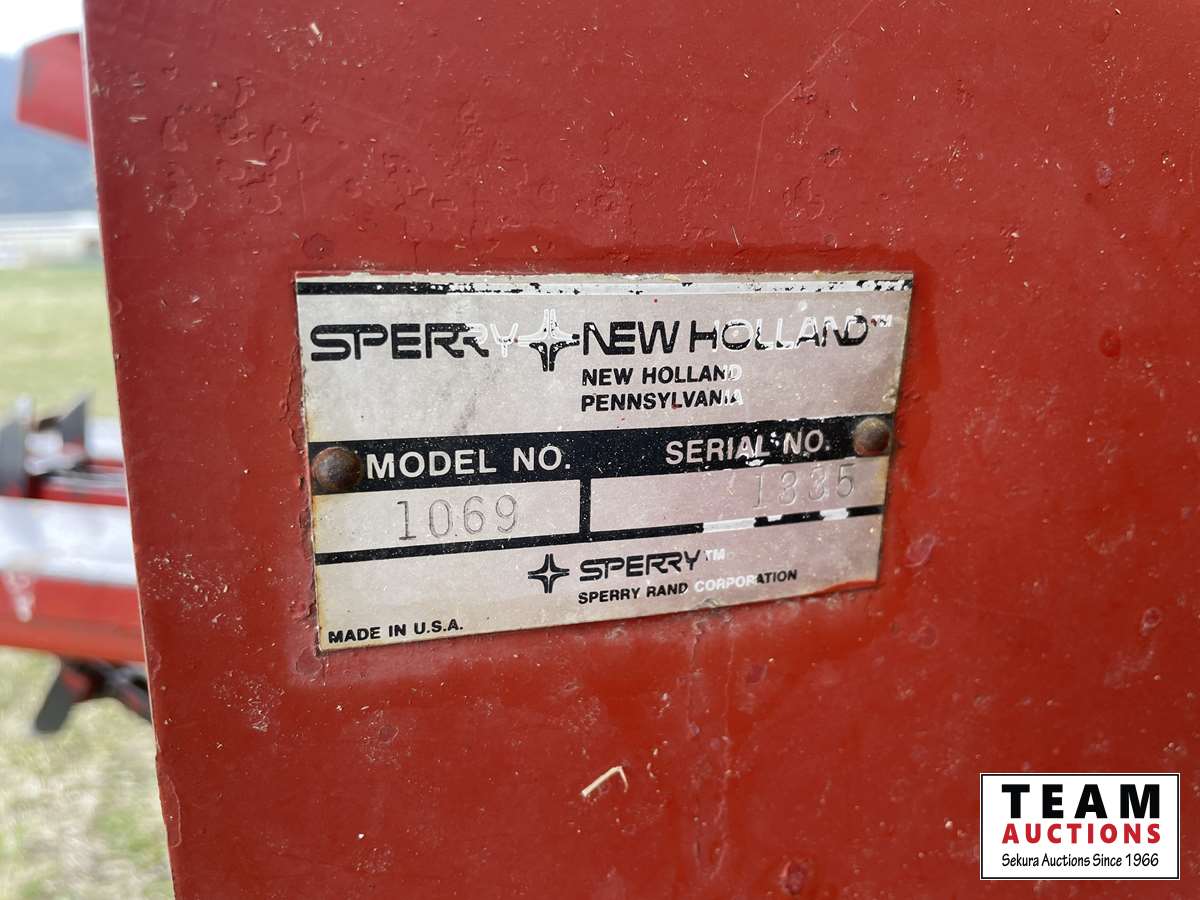 SPERRY NEW HOLLAND™
NEW HOLLAND
PENNSYLVANIA
MODEL NO. SERIAL NO.
1069 1335
SPERRY™
SPERRY RAND CORPORATION
MADE IN U.S.A.
TEAM
AUCTIONS
Sekura Auctions Since 1966